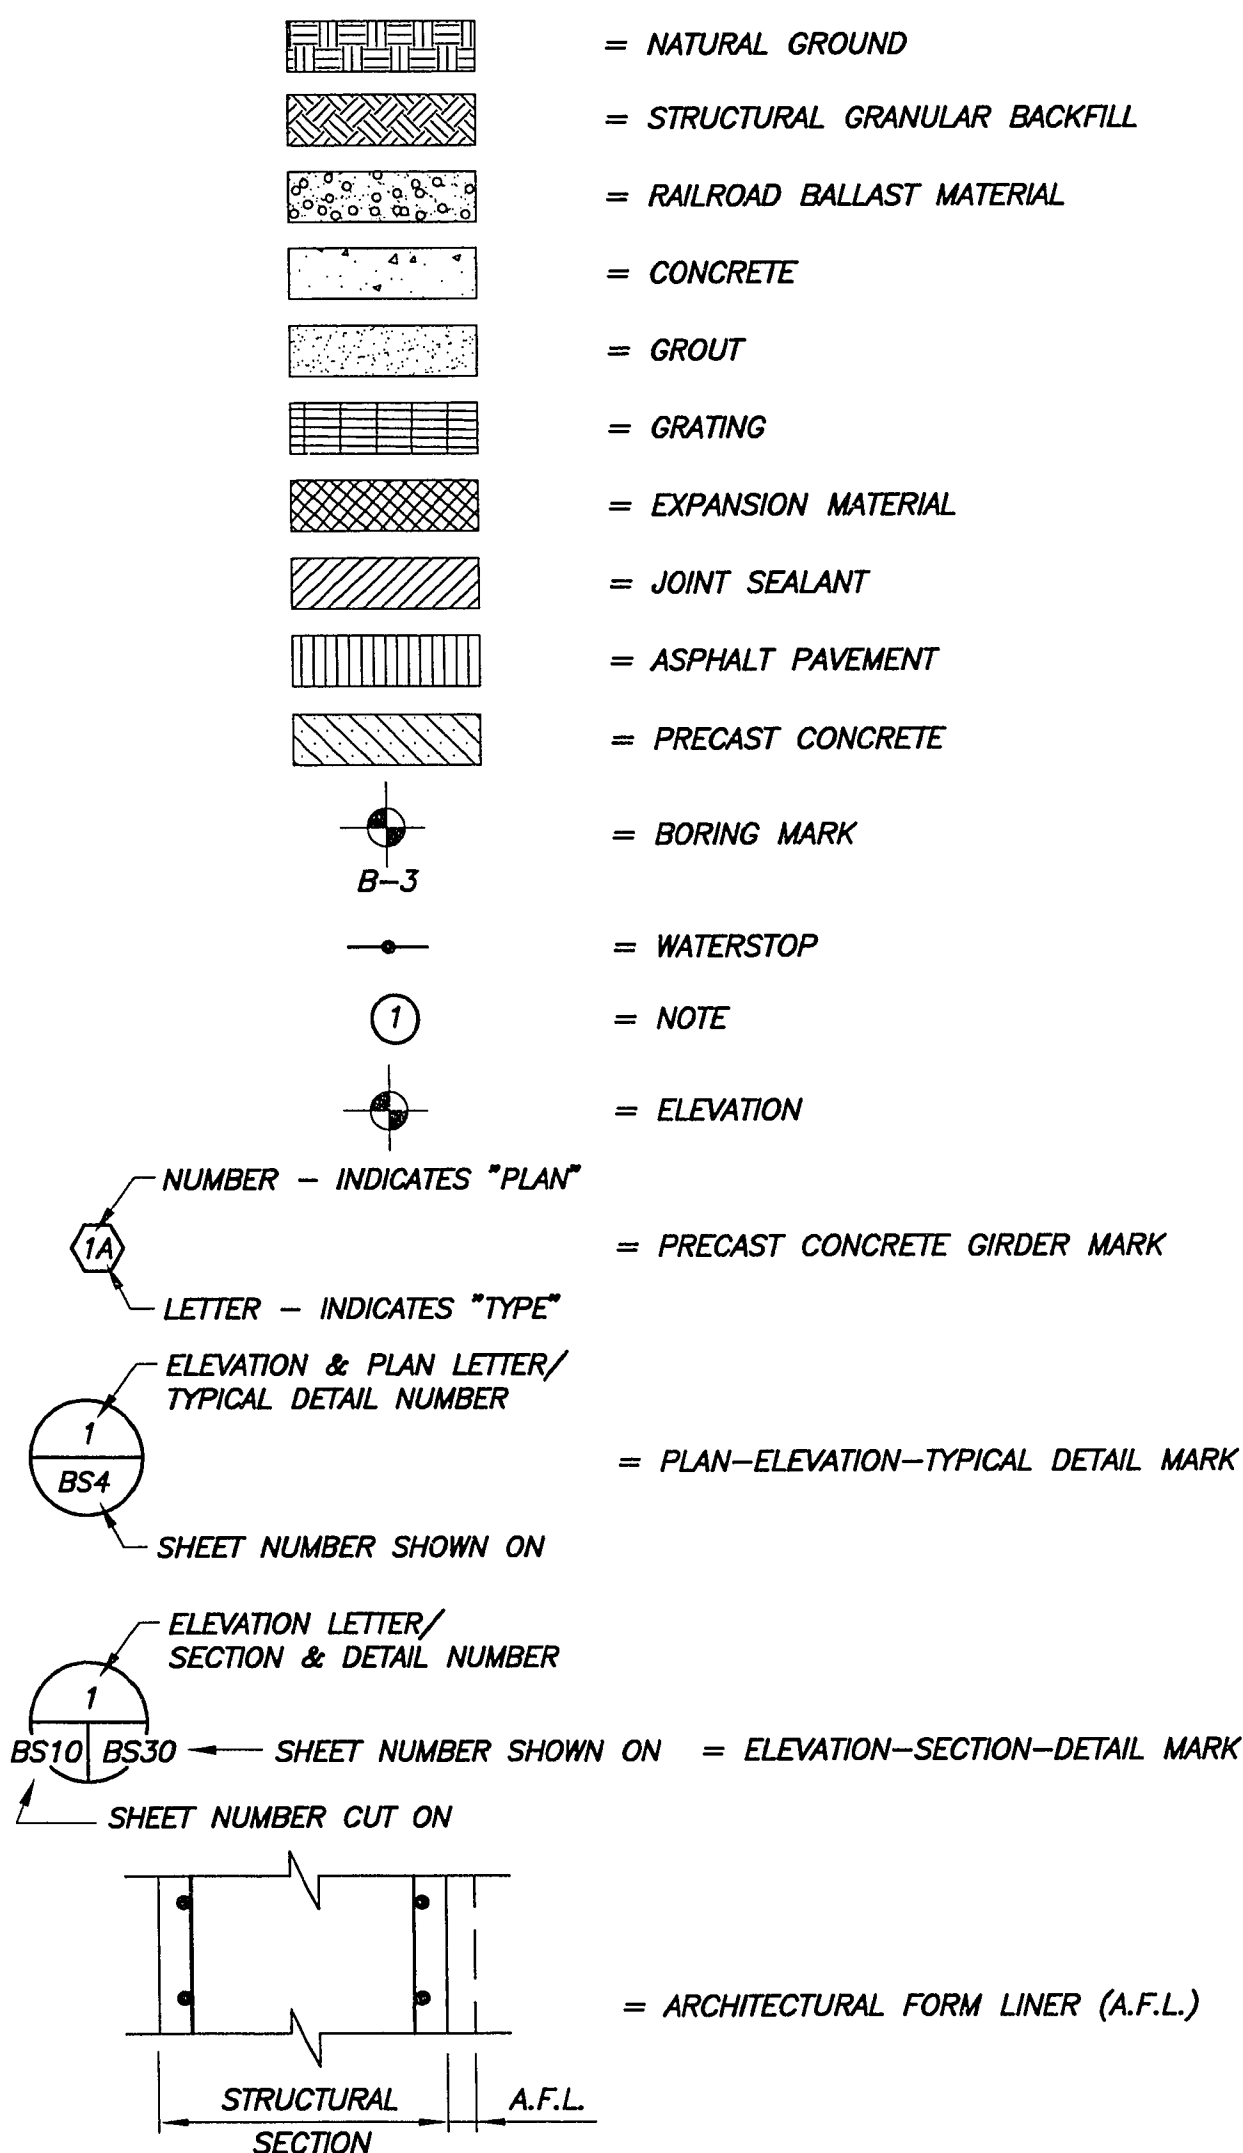 = NATURAL GROUND
= STRUCTURAL GRANULAR BACKFILL
= RAILROAD BALLAST MATERIAL
= CONCRETE
= GROUT
= GRATING
= EXPANSION MATERIAL
= JOINT SEALANT
= ASPHALT PAVEMENT
= PRECAST CONCRETE
= BORING MARK
B-3
= WATERSTOP
1 = NOTE
= ELEVATION
NUMBER - INDICATES "PLAN"
1A = PRECAST CONCRETE GIRDER MARK
LETTER - INDICATES "TYPE"
ELEVATION & PLAN LETTER/
TYPICAL DETAIL NUMBER
1
= PLAN-ELEVATION-TYPICAL DETAIL MARK
BS4
SHEET NUMBER SHOWN ON
ELEVATION LETTER/
SECTION & DETAIL NUMBER
1
BS10 BS30 SHEET NUMBER SHOWN ON = ELEVATION-SECTION-DETAIL MARK
SHEET NUMBER CUT ON
= ARCHITECTURAL FORM LINER (A.F.L.)
STRUCTURAL A.F.L.
SECTION